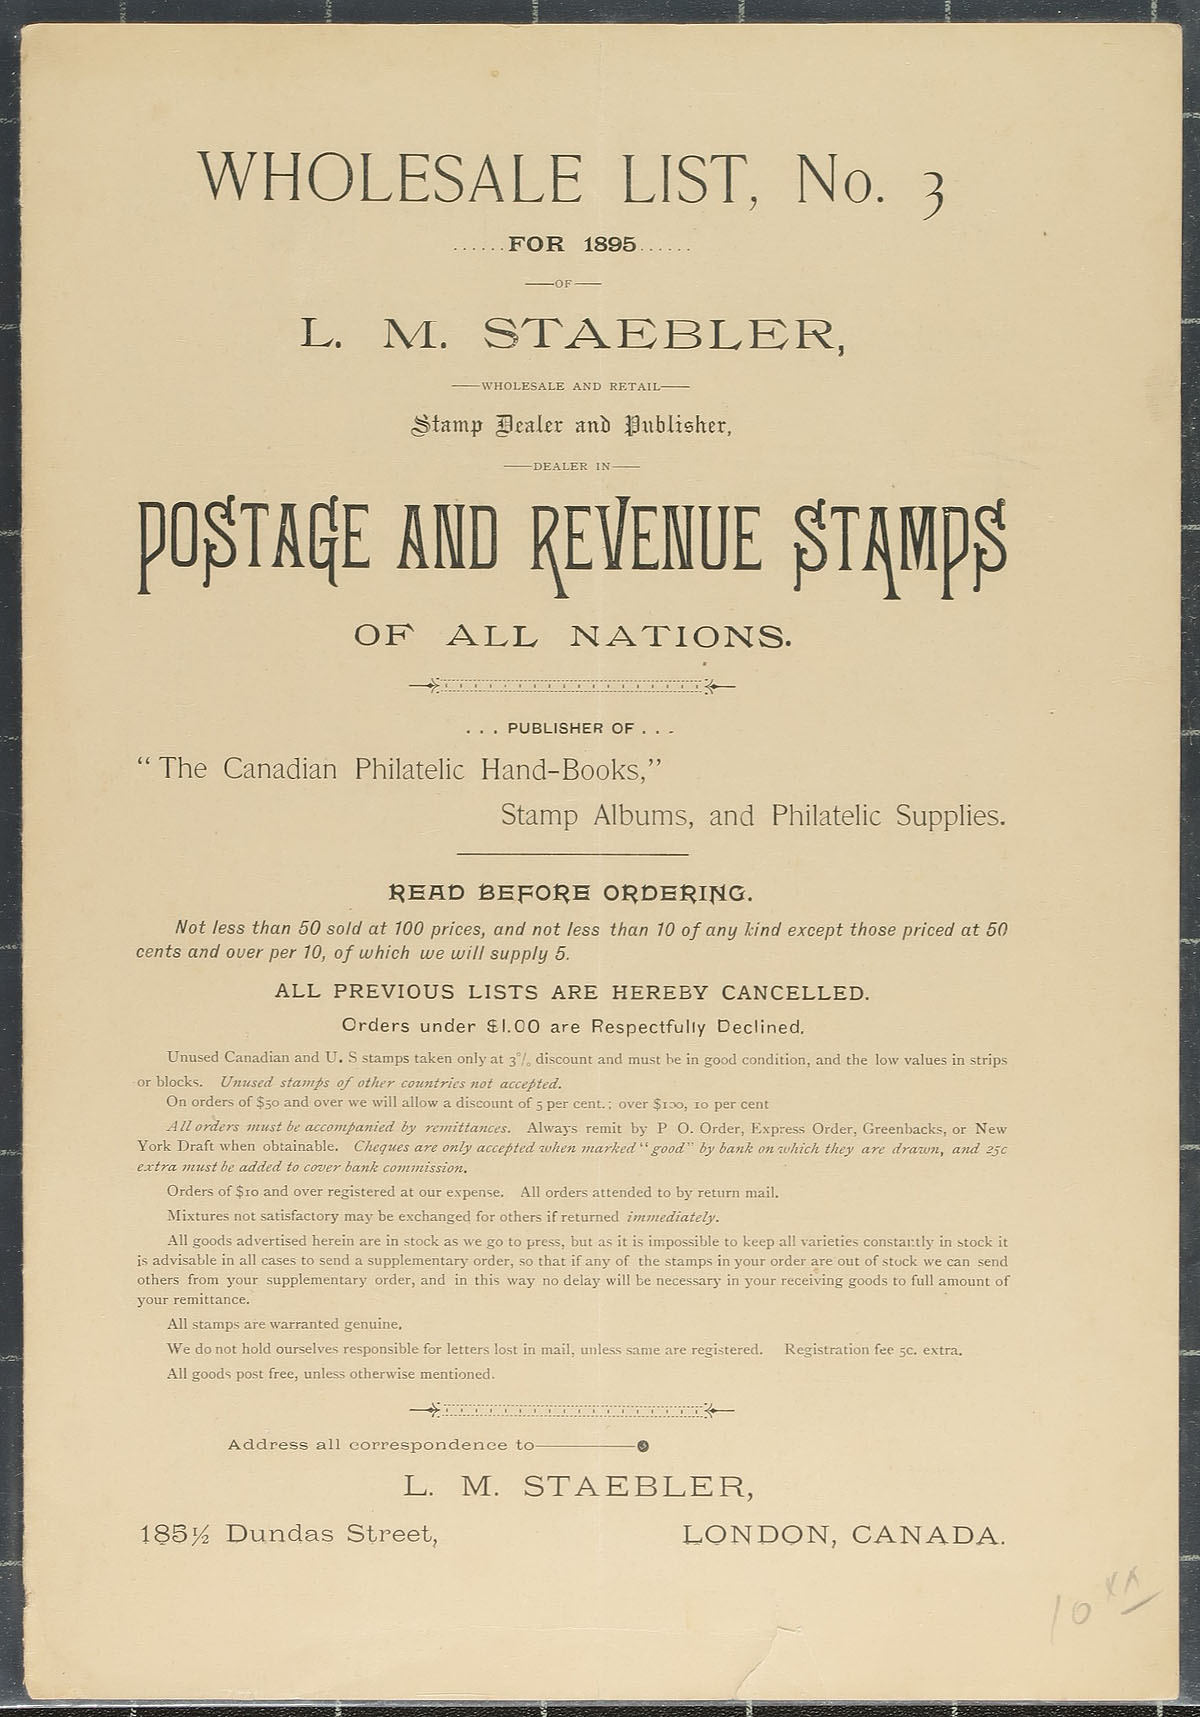 WHOLESALE LIST, No. 3
......FOR 1895......
—OF—
L. M. STAEBLER,
—WHOLESALE AND RETAIL—
Stamp Dealer and Publisher,
—DEALER IN—
POSTAGE AND REVENUE STAMPS
OF ALL NATIONS.
. . . PUBLISHER OF . . .
“The Canadian Philatelic Hand-Books,”
Stamp Albums, and Philatelic Supplies.
READ BEFORE ORDERING.
Not less than 50 sold at 100 prices, and not less than 10 of any kind except those priced at 50
cents and over per 10, of which we will supply 5.
ALL PREVIOUS LISTS ARE HEREBY CANCELLED.
Orders under $1.00 are Respectfully Declined.
Unused Canadian and U. S stamps taken only at 3% discount and must be in good condition, and the low values in strips
or blocks. Unused stamps of other countries not accepted.
On orders of $50 and over we will allow a discount of 5 per cent.; over $100, 10 per cent
All orders must be accompanied by remittances. Always remit by P O. Order, Express Order, Greenbacks, or New
York Draft when obtainable. Cheques are only accepted when marked “good” by bank on which they are drawn, and 25c
extra must be added to cover bank commission.
Orders of $10 and over registered at our expense. All orders attended to by return mail.
Mixtures not satisfactory may be exchanged for others if returned immediately.
All goods advertised herein are in stock as we go to press, but as it is impossible to keep all varieties constantly in stock it
is advisable in all cases to send a supplementary order, so that if any of the stamps in your order are out of stock we can send
others from your supplementary order, and in this way no delay will be necessary in your receiving goods to full amount of
your remittance.
All stamps are warranted genuine,
We do not hold ourselves responsible for letters lost in mail, unless same are registered. Registration fee 5c. extra.
All goods post free, unless otherwise mentioned.
Address all correspondence to—
L. M. STAEBLER,
185½ Dundas Street, LONDON, CANADA.
10